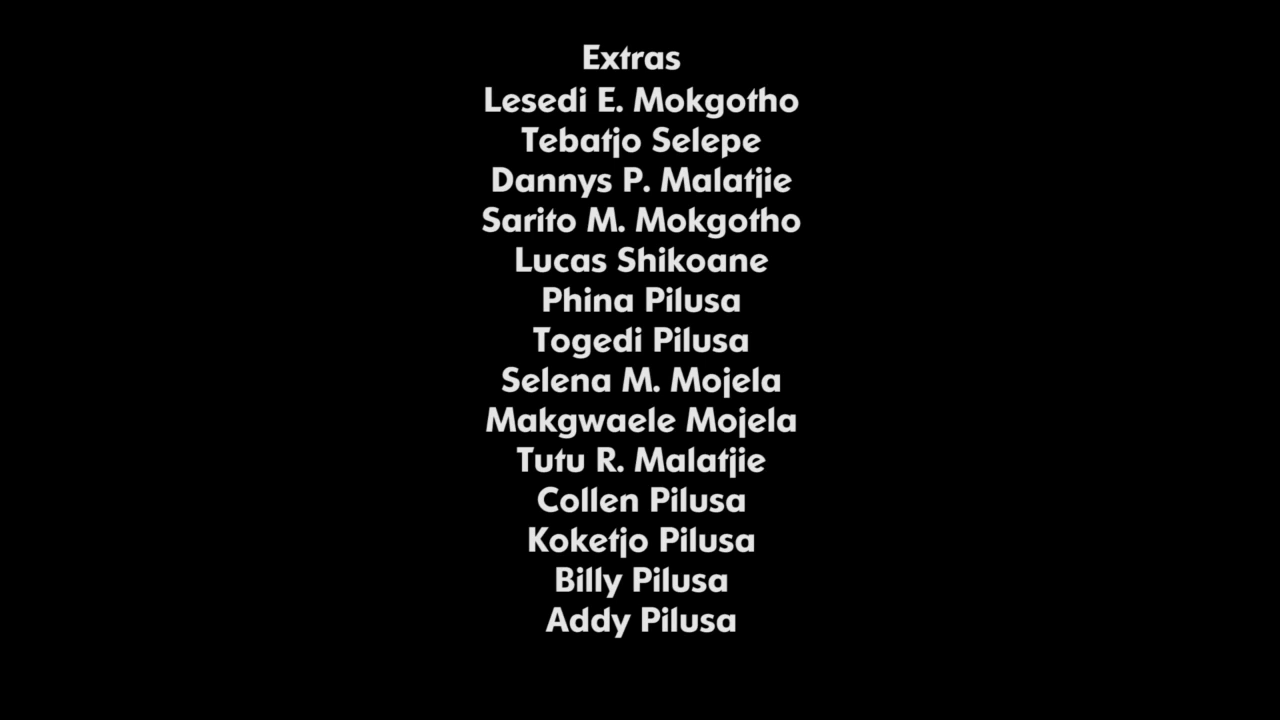 Extras
Lesedi E. Mokgotho
Tebatjo Selepe
Dannys P. Malatjie
Sarito M. Mokgotho
Lucas Shikoane
Phina Pilusa
Togedi Pilusa
Selena M. Mojela
Makgwaele Mojela
Tutu R. Malatjie
Collen Pilusa
Koketjo Pilusa
Billy Pilusa
Addy Pilusa